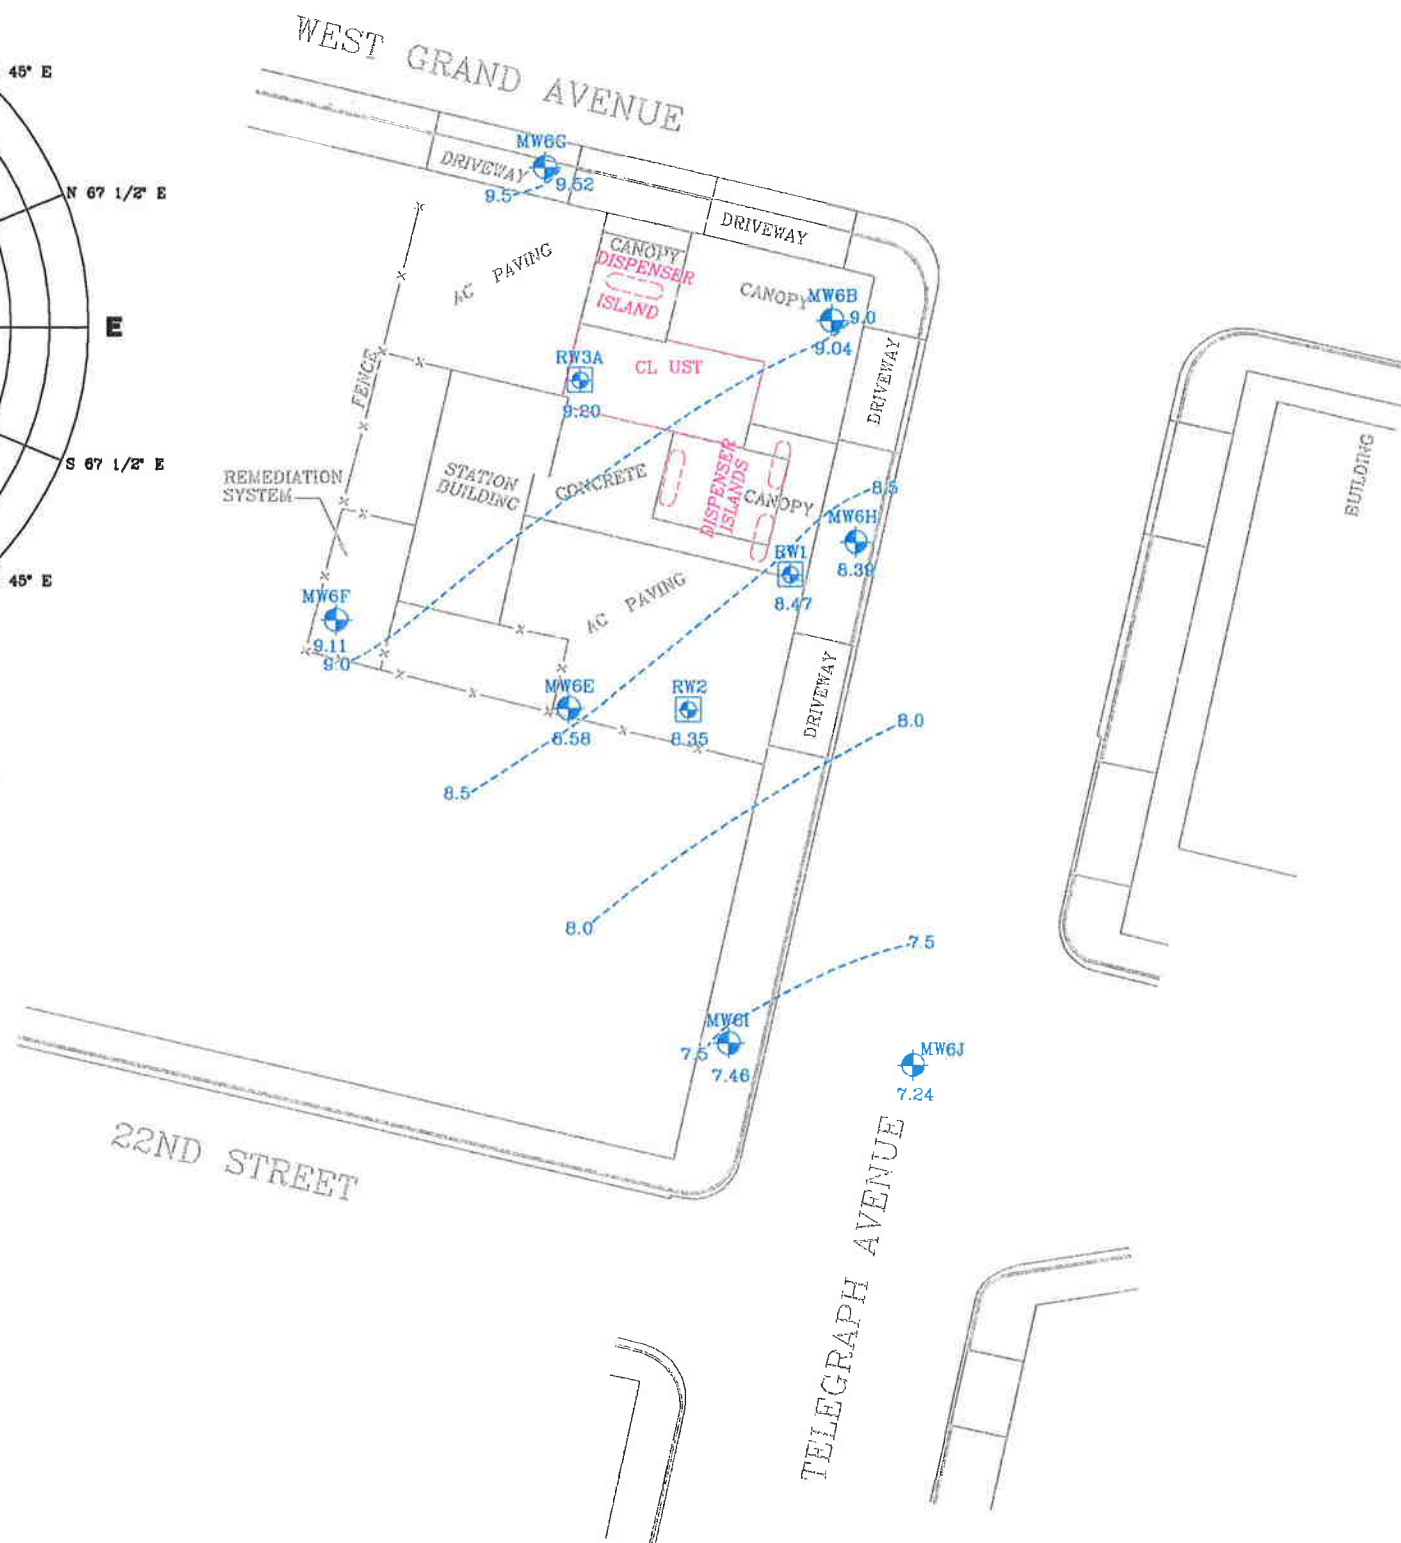 WEST GRAND AVENUE
45° E
N 67 1/2° E
E
S 67 1/2° E
45° E
MW6G
DRIVEWAY
9.52
9.5
DRIVEWAY
AC PAVING
CANOPY
DISPENSER
ISLAND
CANOPY
MW6B
9.0
9.04
FENCE
RW3A
CL UST
9.20
DRIVEWAY
BUILDING
REMEDIATION
SYSTEM
STATION
BUILDING
CONCRETE
DISPENSER
ISLANDS
CANOPY
8.5
MW6H
8.39
RW1
8.47
AC PAVING
MW6F
9.11
9.0
MW6E
8.58
RW2
8.35
DRIVEWAY
8.0
8.5
8.0
7.5
MW6I
7.5
7.46
MW6J
7.24
22ND STREET
TELEGRAPH AVENUE